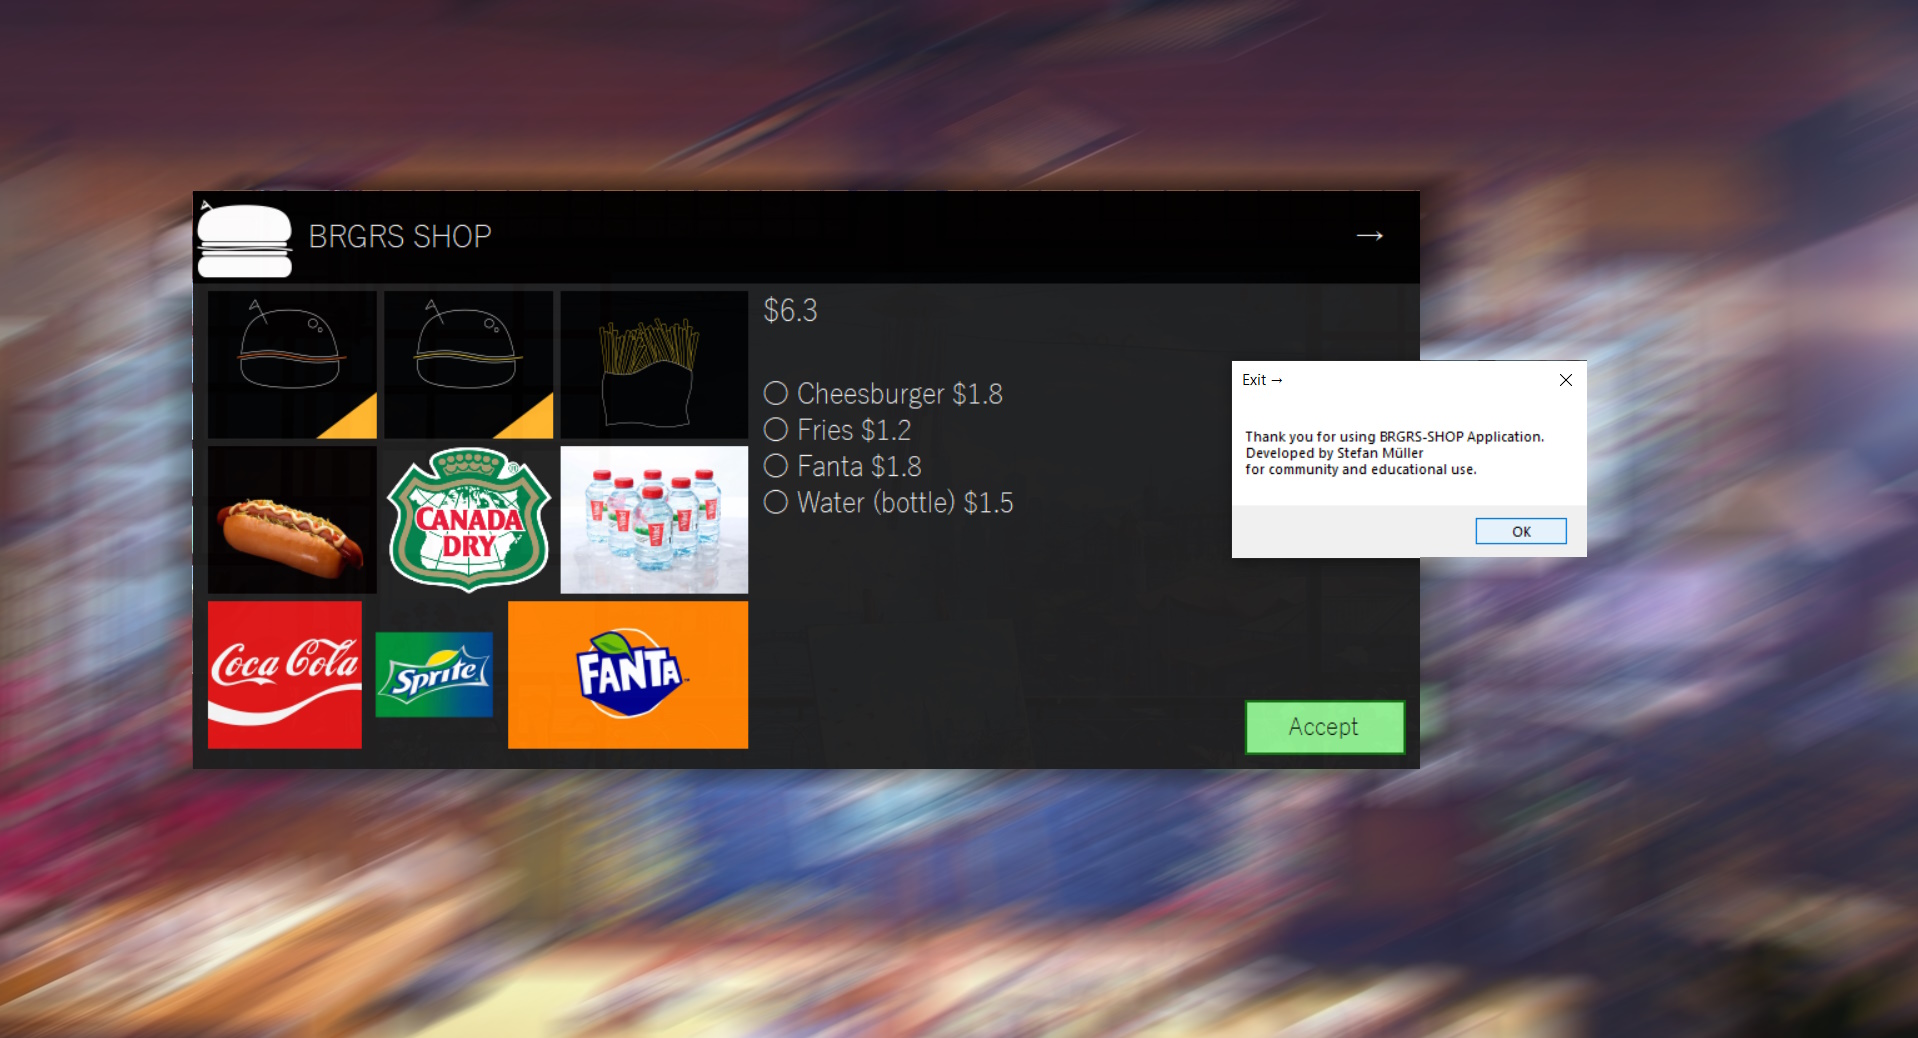 BRGRS SHOP
→
$6.3
Cheesburger $1.8
Fries $1.2
Fanta $1.8
Water (bottle) $1.5
CANADA
DRY
Coca Cola
Sprite
FANTA
Accept
Exit →
Thank you for using BRGRS-SHOP Application.
Developed by Stefan Müller
for community and educational use.
OK